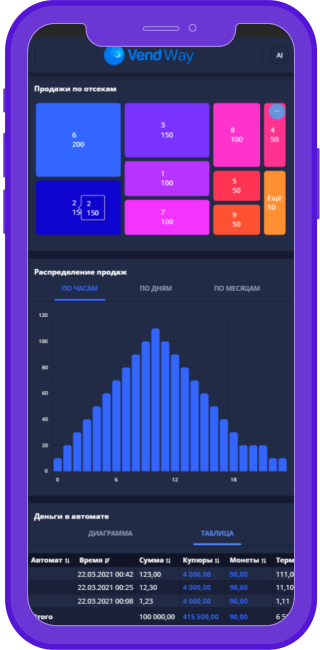 Vend Way
AI
Продажи по отсекам
6
200
3
150
8
100
4
50
1
100
5
50
Ещё
50
2
15
2
150
7
100
9
50
Распределение продаж
ПО ЧАСАМ ПО ДНЯМ ПО МЕСЯЦАМ
120
100
80
60
40
20
0
0 6 12 18
Деньги в автомате
ДИАГРАММА ТАБЛИЦА
Автомат Время Сумма Купюры Монеты Терм
22.03.2021 00:42 123,00 4 000,00 90,00 111,0
22.03.2021 00:25 12,30 4 000,00 90,00 11,10
22.03.2021 00:08 1,23 4 000,00 90,00 1,11
того 100 000,00 415 500,00 90,00 6 5